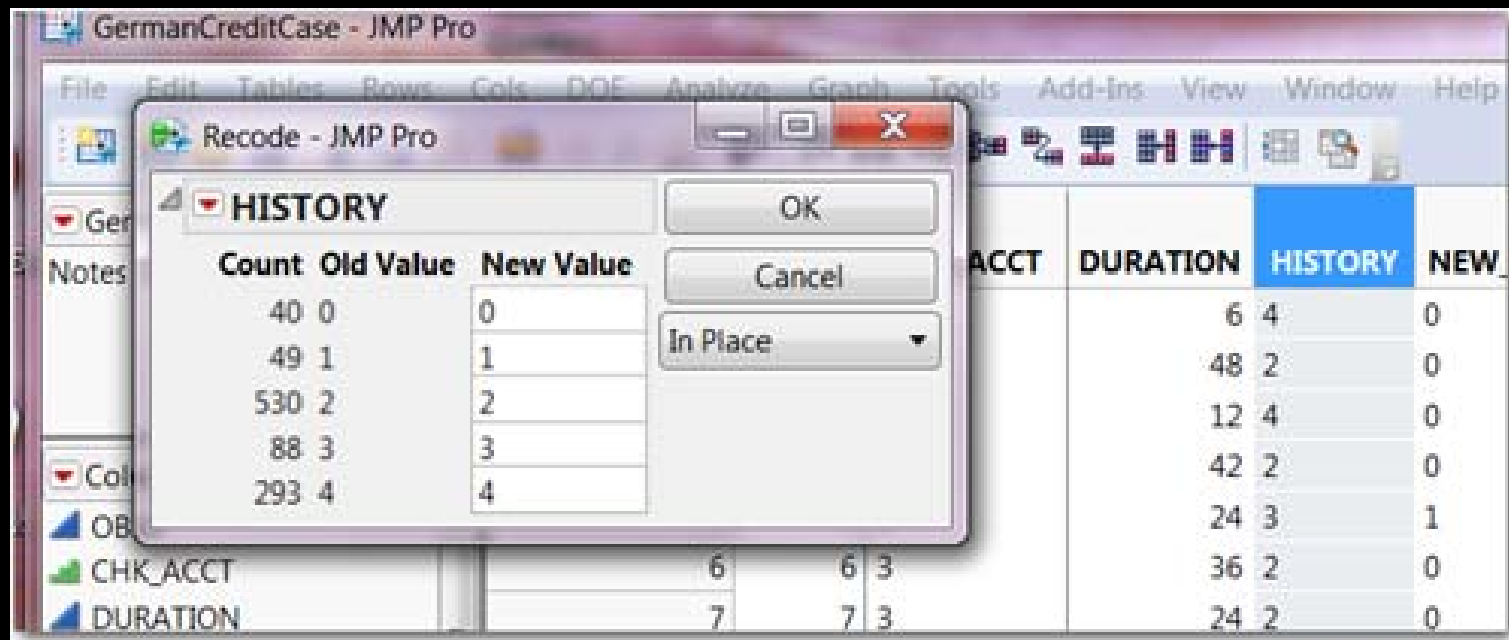 GermanCreditCase - JMP Pro
File Edit Tables Rows Cols DOE Analyze Graph Tools Add-Ins View Window Help
Recode - JMP Pro
HISTORY
OK
Count Old Value New Value
Cancel
40 0 0
In Place
49 1 1
530 2 2
88 3 3
293 4 4
Ger
Notes
Col
OB
CHK_ACCT
DURATION
ACCT DURATION HISTORY NEW_
6 4 0
48 2 0
12 4 0
42 2 0
24 3 1
6 6 3 36 2 0
7 7 3 24 2 0